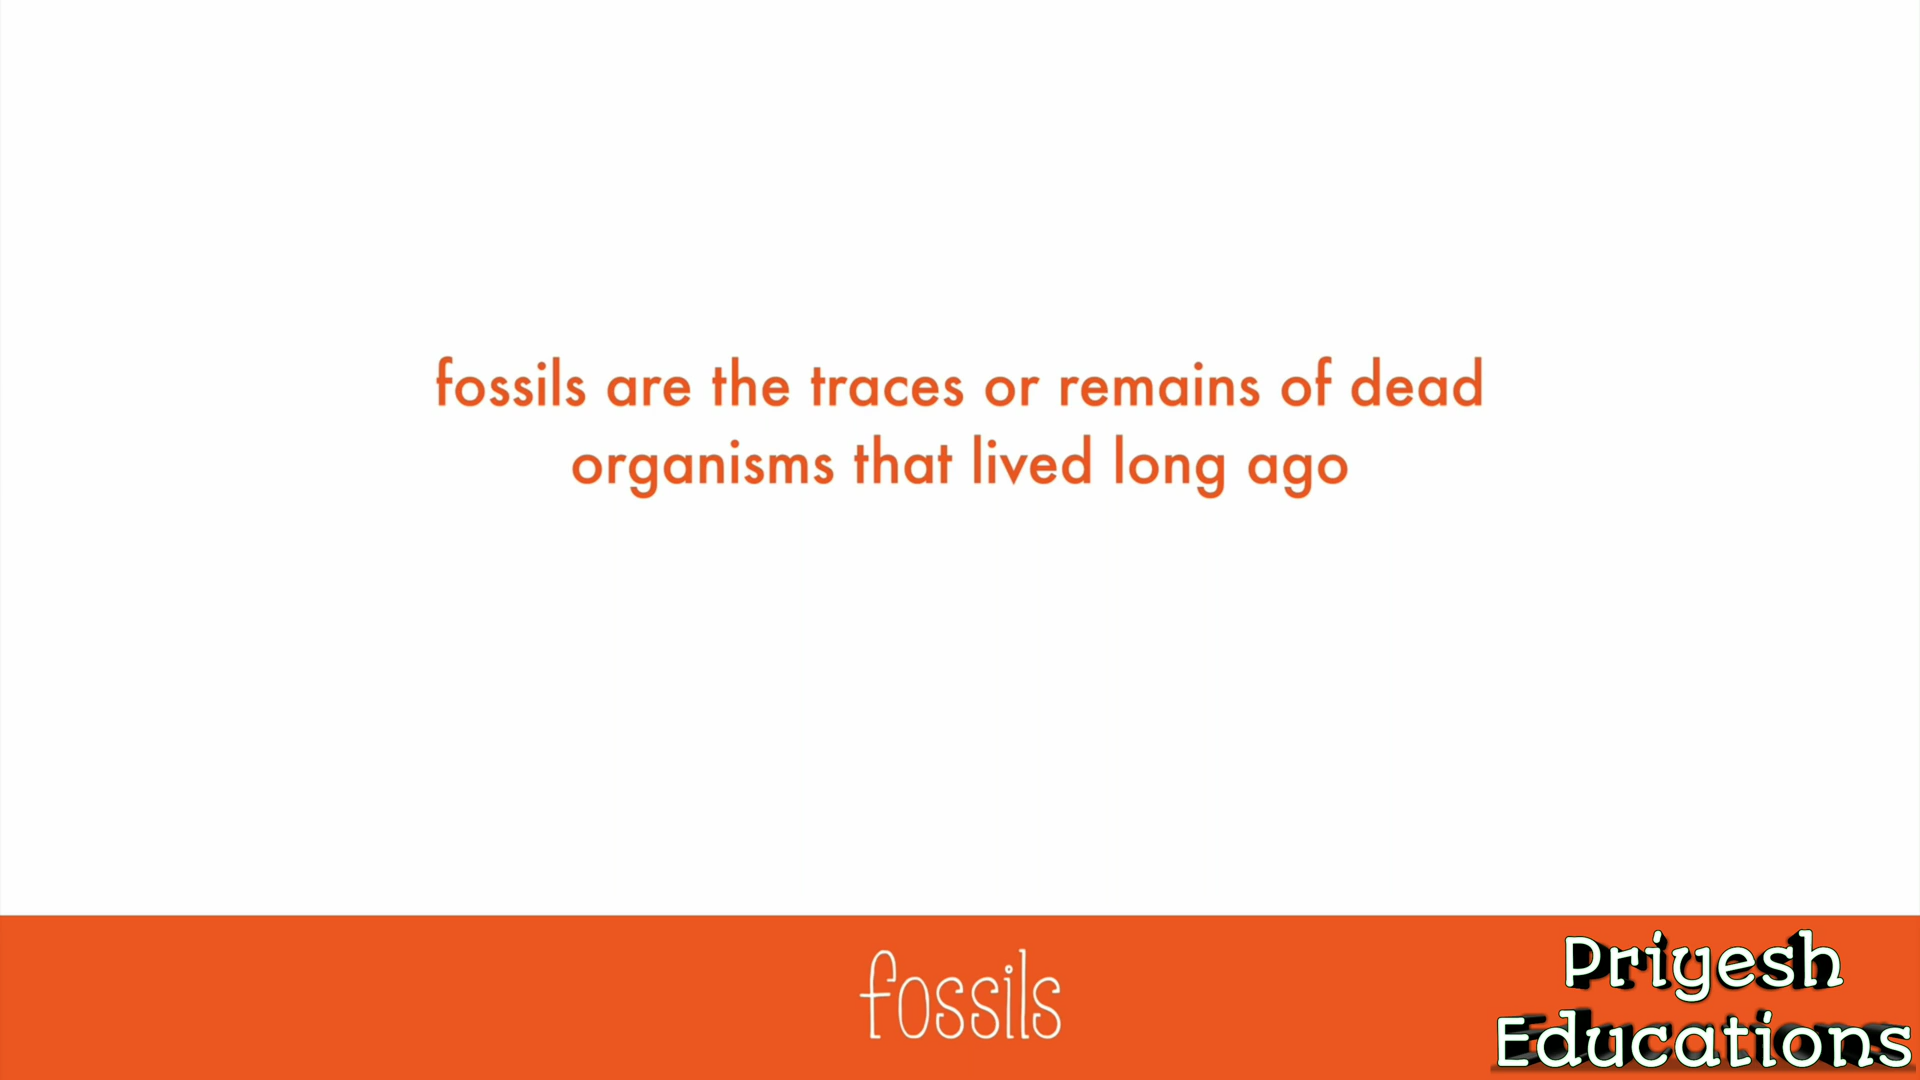 fossils are the traces or remains of dead
organisms that lived long ago
fossils
Priyesh
Educations